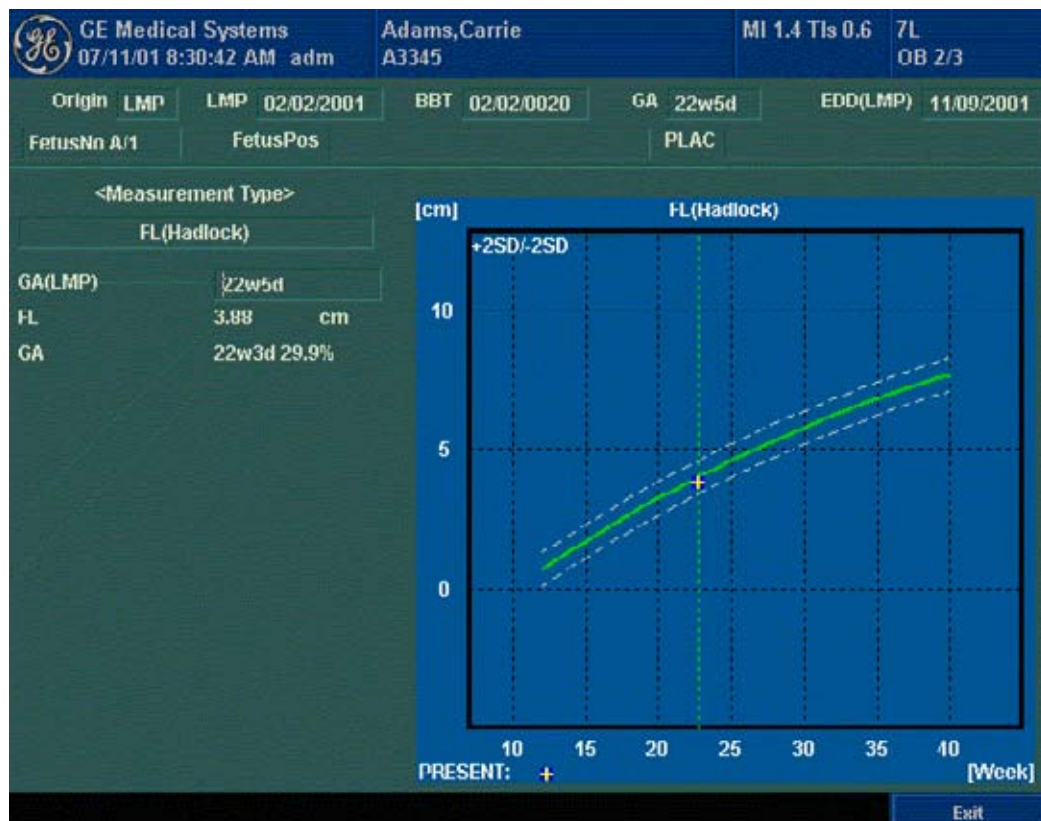 GE Medical Systems Adams,Carrie MI 1.4 TIs 0.6 7L
07/11/01 8:30:42 AM adm A3345 OB 2/3
Origin LMP LMP 02/02/2001 BBT 02/02/0020 GA 22w5d EDD(LMP) 11/09/2001
FetusNo A/1 FetusPos PLAC
<Measurement Type>
FL(Hadlock)
GA(LMP) 22w5d
FL 3.88 cm
GA 22w3d 29.9%
[cm] FL(Hadlock)
+2SD/-2SD
10
5
0
10 15 20 25 30 35 40
PRESENT: [Week]
Exit